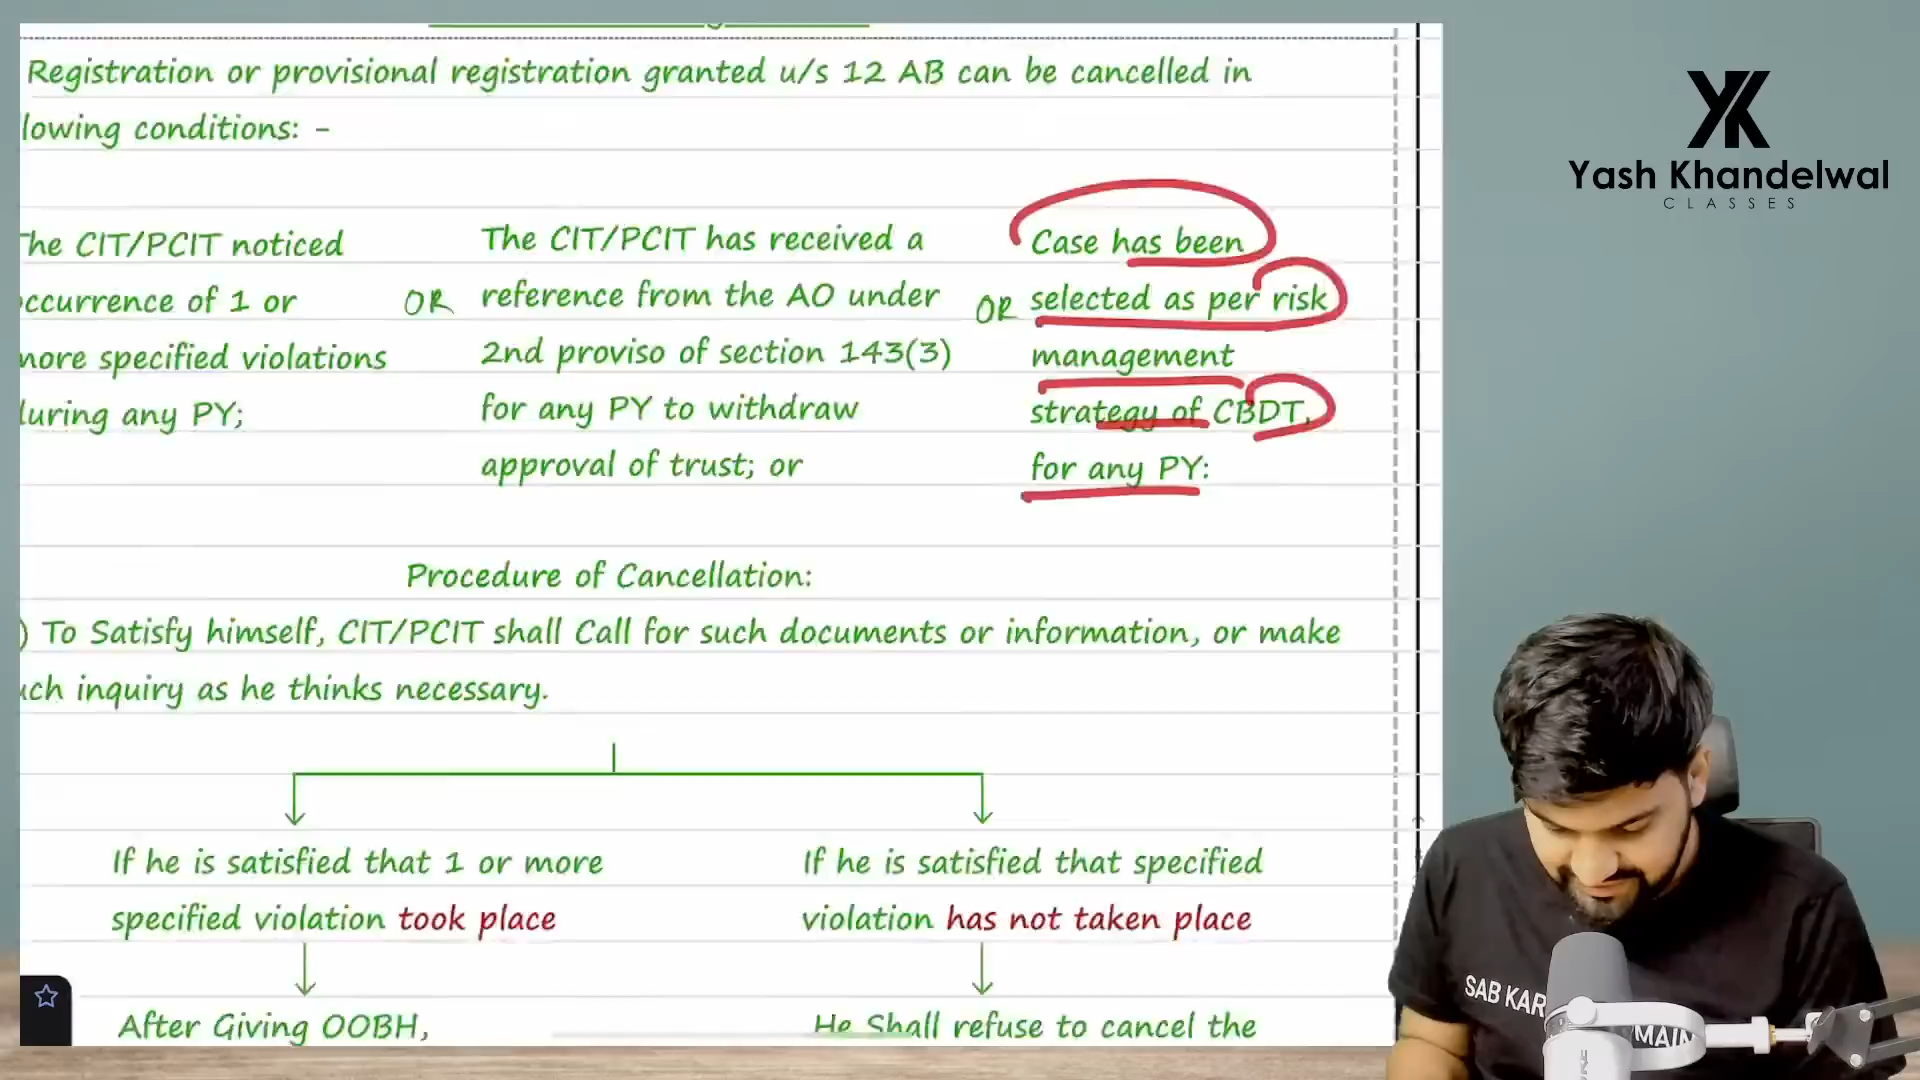 Registration or provisional registration granted u/s 12 AB can be cancelled in
lowing conditions: -
The CIT/PCIT noticed
occurrence of 1 or
more specified violations
during any PY;
OR
The CIT/PCIT has received a
reference from the AO under
2nd proviso of section 143(3)
for any PY to withdraw
approval of trust; or
OR
Case has been
selected as per risk
management
strategy of CBDT,
for any PY:
Procedure of Cancellation:
) To Satisfy himself, CIT/PCIT shall Call for such documents or information, or make
uch inquiry as he thinks necessary.
If he is satisfied that 1 or more
specified violation took place
After Giving OOBH,
If he is satisfied that specified
violation has not taken place
He Shall refuse to cancel the
YK
Yash Khandelwal
CLASSES
SAB KAR
MAIN